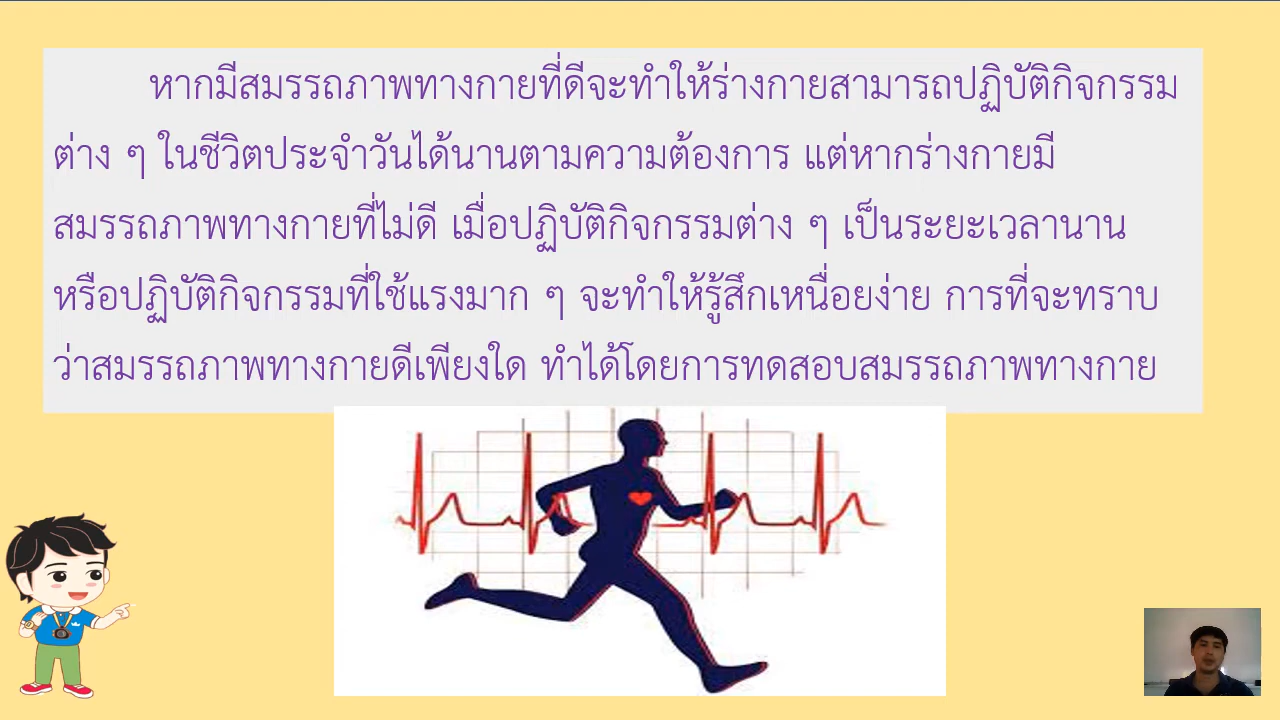 หากมีสมรรถภาพทางกายที่ดีจะทำให้ร่างกายสามารถปฏิบัติกิจกรรม
ต่าง ๆ ในชีวิตประจำวันได้นานตามความต้องการ แต่หากร่างกายมี
สมรรถภาพทางกายที่ไม่ดี เมื่อปฏิบัติกิจกรรมต่าง ๆ เป็นระยะเวลานาน
หรือปฏิบัติกิจกรรมที่ใช้แรงมาก ๆ จะทำให้รู้สึกเหนื่อยง่าย การที่จะทราบ
ว่าสมรรถภาพทางกายดีเพียงใด ทำได้โดยการทดสอบสมรรถภาพทางกาย